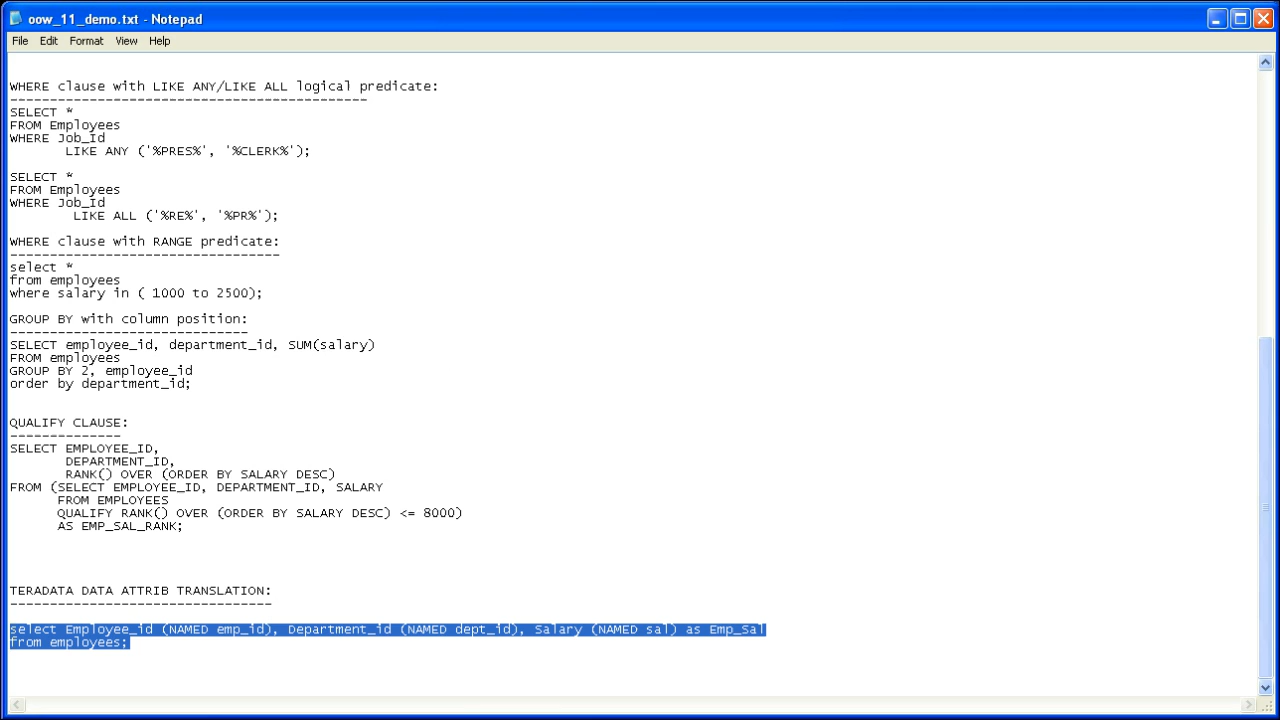 oow_11_demo.txt - Notepad
File Edit Format View Help
WHERE clause with LIKE ANY/LIKE ALL logical predicate:
---------------------------------------------
SELECT *
FROM Employees
WHERE Job_Id
LIKE ANY ('%PRES%', '%CLERK%');
SELECT *
FROM Employees
WHERE Job_Id
LIKE ALL ('%RE%', '%PR%');
WHERE clause with RANGE predicate:
----------------------------------
select *
from employees
where salary in ( 1000 to 2500);
GROUP BY with column position:
------------------------------
SELECT employee_id, department_id, SUM(salary)
FROM employees
GROUP BY 2, employee_id
order by department_id;
QUALIFY CLAUSE:
--------------
SELECT EMPLOYEE_ID,
DEPARTMENT_ID,
RANK() OVER (ORDER BY SALARY DESC)
FROM (SELECT EMPLOYEE_ID, DEPARTMENT_ID, SALARY
FROM EMPLOYEES
QUALIFY RANK() OVER (ORDER BY SALARY DESC) <= 8000)
AS EMP_SAL_RANK;
TERADATA DATA ATTRIB TRANSLATION:
---------------------------------
select Employee_id (NAMED emp_id), Department_id (NAMED dept_id), Salary (NAMED sal) as Emp_Sal
from employees;